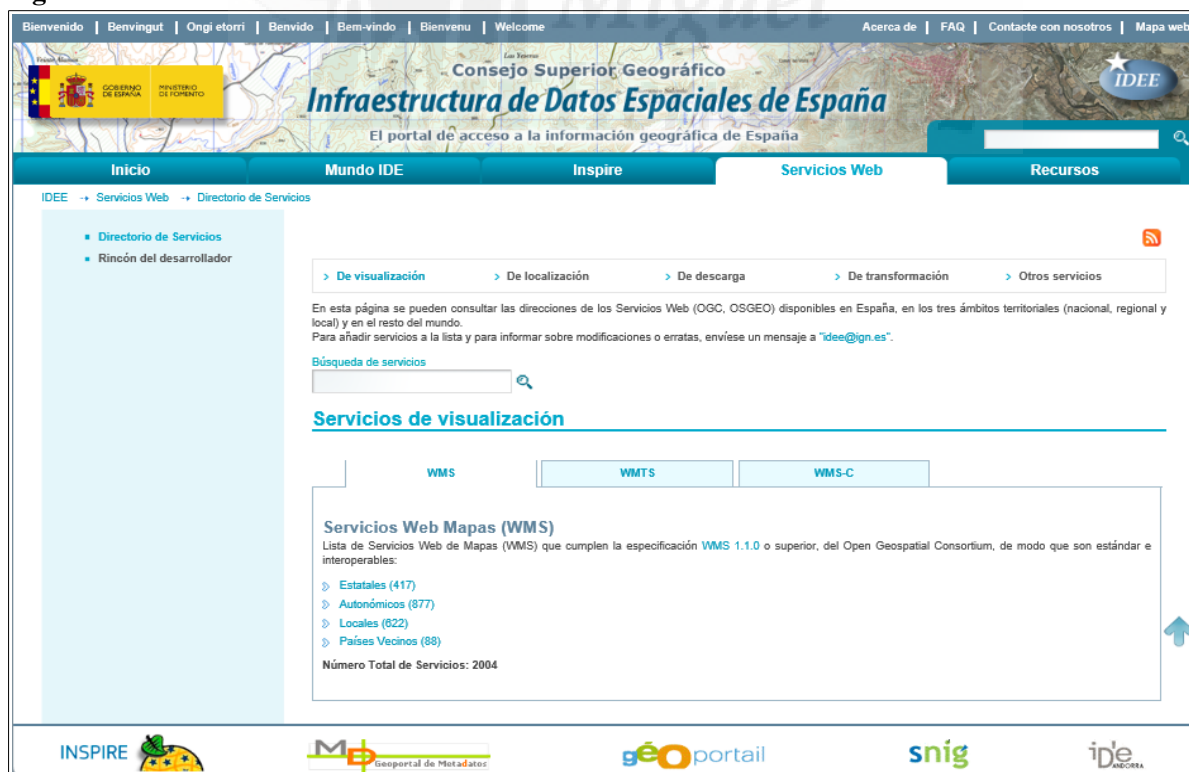 Miguel
Bienvenido | Benvingut | Ongi etorri | Benvido | Bem-vindo | Bienvenu | Welcome
Acerca de | FAQ | Contacte con nosotros | Mapa web
GOBIERNO DE ESPAÑA
MINISTERIO DE FOMENTO
Consejo Superior Geográfico
Infraestructura de Datos Espaciales de España
El portal de acceso a la información geográfica de España
IDEE
Inicio
Mundo IDE
Inspire
Servicios Web
Recursos
IDEE → Servicios Web → Directorio de Servicios
Directorio de Servicios
Rincón del desarrollador
De visualización
De localización
De descarga
De transformación
Otros servicios
En esta página se pueden consultar las direcciones de los Servicios Web (OGC, OSGEO) disponibles en España, en los tres ámbitos territoriales (nacional, regional y
local) y en el resto del mundo.
Para añadir servicios a la lista y para informar sobre modificaciones o erratas, envíese un mensaje a "idee@ign.es".
Búsqueda de servicios
Servicios de visualización
WMS
WMTS
WMS-C
Servicios Web Mapas (WMS)
Lista de Servicios Web de Mapas (WMS) que cumplen la especificación WMS 1.1.0 o superior, del Open Geospatial Consortium, de modo que son estándar e
interoperables:
Estatales (417)
Autonómicos (877)
Locales (622)
Países Vecinos (88)
Número Total de Servicios: 2004
INSPIRE
MD Geoportal de Metadatos
géoportail
snig
ide ANDORRA